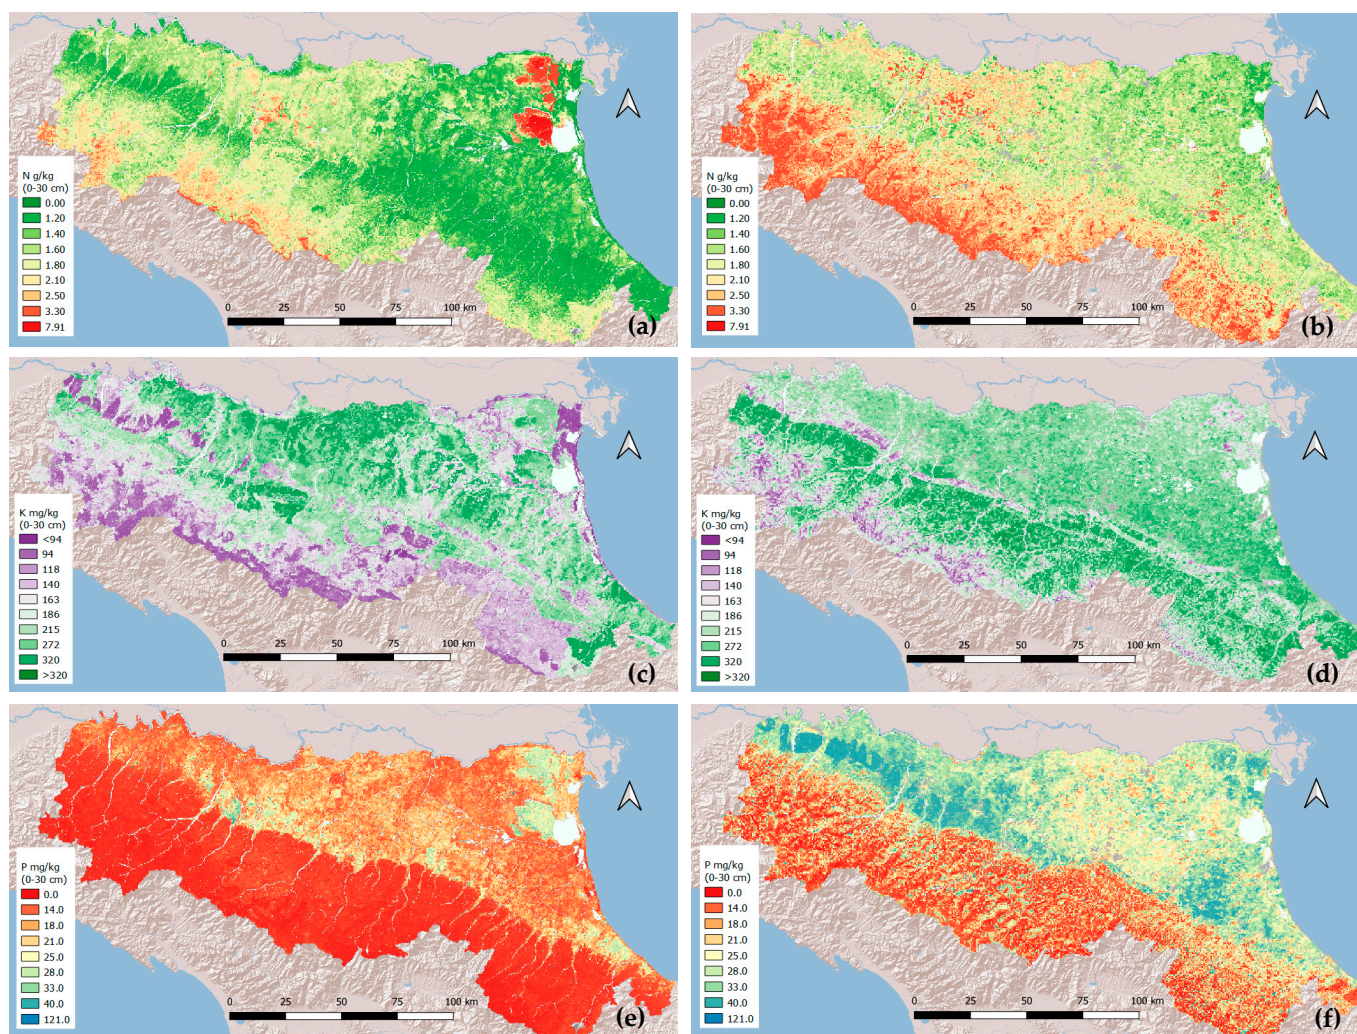 N g/kg
(0-30 cm)
0.00
1.20
1.40
1.60
1.80
2.10
2.50
3.30
7.91
0 25 50 75 100 km
(a)
N g/kg
(0-30 cm)
0.00
1.20
1.40
1.60
1.80
2.10
2.50
3.30
7.91
0 25 50 75 100 km
(b)
K mg/kg
(0-30 cm)
<94
94
118
140
163
186
215
272
320
>320
0 25 50 75 100 km
(c)
K mg/kg
(0-30 cm)
<94
94
118
140
163
186
215
272
320
>320
0 25 50 75 100 km
(d)
P mg/kg
(0-30 cm)
0.0
14.0
18.0
21.0
25.0
28.0
33.0
40.0
121.0
0 25 50 75 100 km
(e)
P mg/kg
(0-30 cm)
0.0
14.0
18.0
21.0
25.0
28.0
33.0
40.0
121.0
0 25 50 75 100 km
(f)